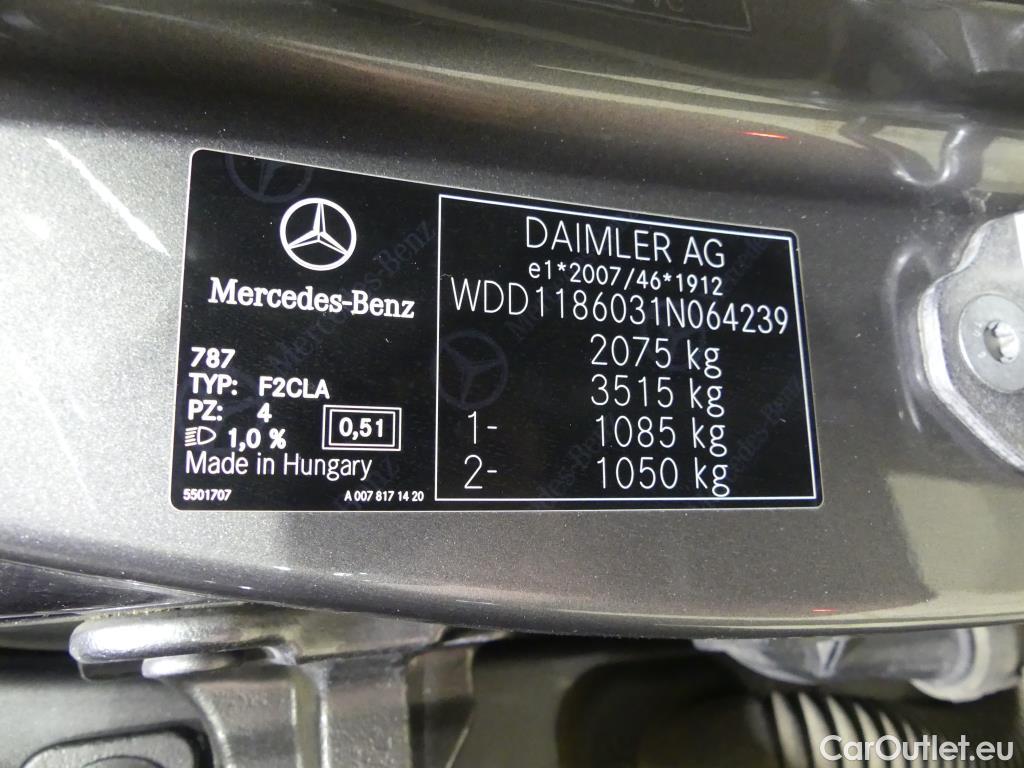 Mercedes-Benz
787
TYP: F2CLA
PZ: 4
1,0 %
0,51
Made in Hungary
5501707
A 007 817 14 20
DAIMLER AG
e1*2007/46*1912
WDD1186031N064239
2075 kg
3515 kg
1- 1085 kg
2- 1050 kg
CarOutlet.eu